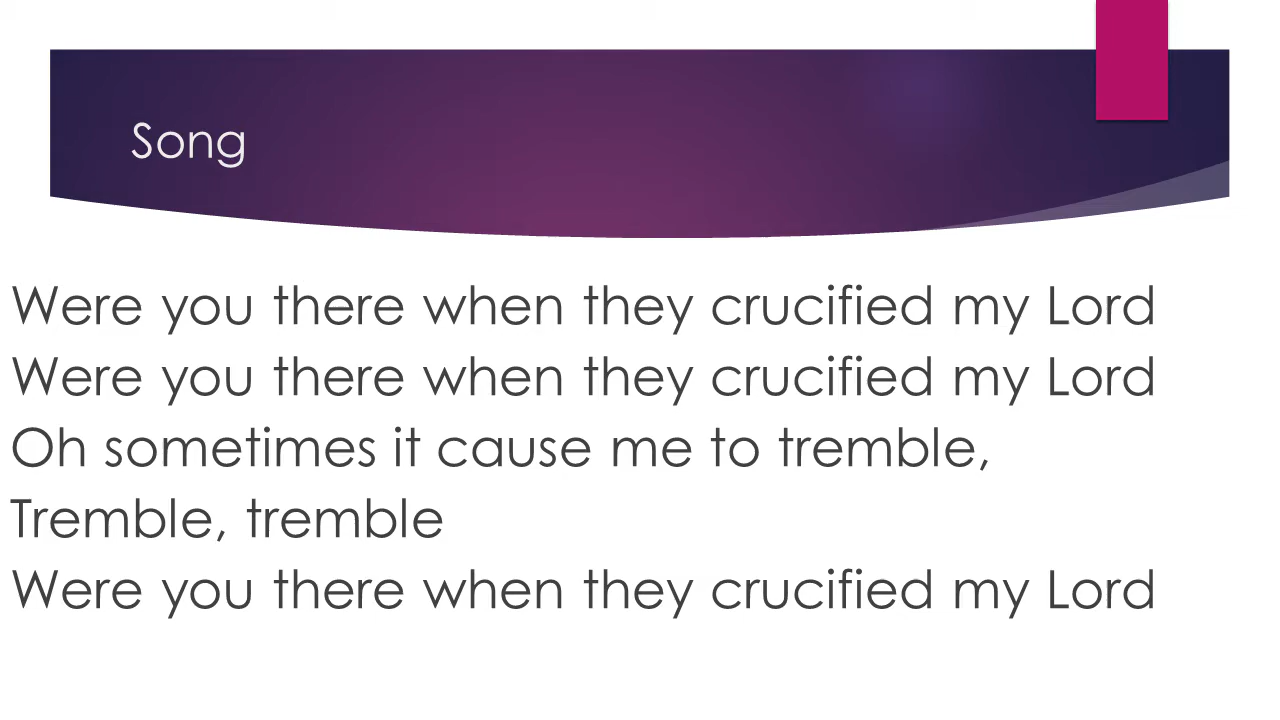 Song
Were you there when they crucified my Lord
Were you there when they crucified my Lord
Oh sometimes it cause me to tremble,
Tremble, tremble
Were you there when they crucified my Lord